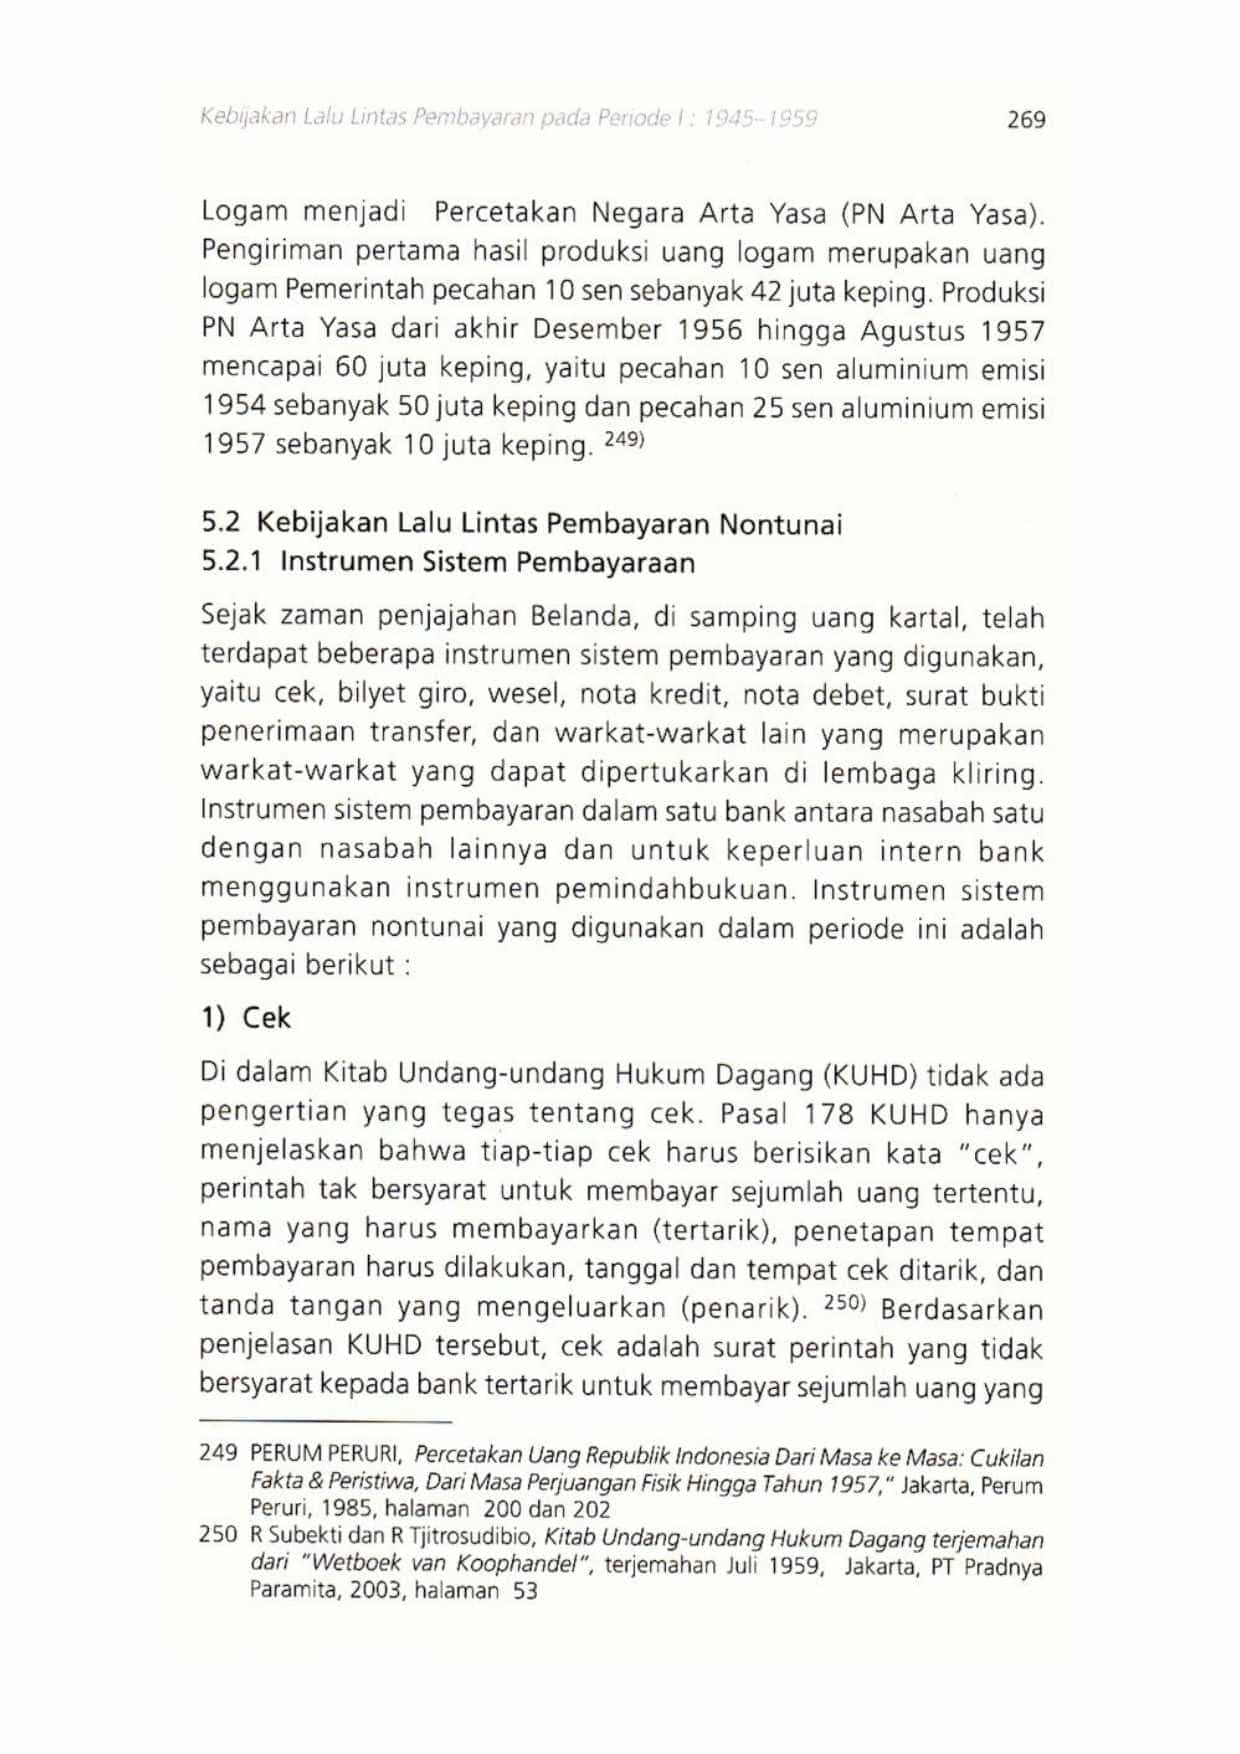 Kebijakan Lalu Lintas Pembayaran pada Periode I : 1945–1959 269
Logam menjadi Percetakan Negara Arta Yasa (PN Arta Yasa).
Pengiriman pertama hasil produksi uang logam merupakan uang
logam Pemerintah pecahan 10 sen sebanyak 42 juta keping. Produksi
PN Arta Yasa dari akhir Desember 1956 hingga Agustus 1957
mencapai 60 juta keping, yaitu pecahan 10 sen aluminium emisi
1954 sebanyak 50 juta keping dan pecahan 25 sen aluminium emisi
1957 sebanyak 10 juta keping. 249)
5.2 Kebijakan Lalu Lintas Pembayaran Nontunai
5.2.1 Instrumen Sistem Pembayaraan
Sejak zaman penjajahan Belanda, di samping uang kartal, telah
terdapat beberapa instrumen sistem pembayaran yang digunakan,
yaitu cek, bilyet giro, wesel, nota kredit, nota debet, surat bukti
penerimaan transfer, dan warkat-warkat lain yang merupakan
warkat-warkat yang dapat dipertukarkan di lembaga kliring.
Instrumen sistem pembayaran dalam satu bank antara nasabah satu
dengan nasabah lainnya dan untuk keperluan intern bank
menggunakan instrumen pemindahbukuan. Instrumen sistem
pembayaran nontunai yang digunakan dalam periode ini adalah
sebagai berikut :
1) Cek
Di dalam Kitab Undang-undang Hukum Dagang (KUHD) tidak ada
pengertian yang tegas tentang cek. Pasal 178 KUHD hanya
menjelaskan bahwa tiap-tiap cek harus berisikan kata "cek",
perintah tak bersyarat untuk membayar sejumlah uang tertentu,
nama yang harus membayarkan (tertarik), penetapan tempat
pembayaran harus dilakukan, tanggal dan tempat cek ditarik, dan
tanda tangan yang mengeluarkan (penarik). 250) Berdasarkan
penjelasan KUHD tersebut, cek adalah surat perintah yang tidak
bersyarat kepada bank tertarik untuk membayar sejumlah uang yang
249 PERUM PERURI, Percetakan Uang Republik Indonesia Dari Masa ke Masa: Cukilan
Fakta & Peristiwa, Dari Masa Perjuangan Fisik Hingga Tahun 1957," Jakarta, Perum
Peruri, 1985, halaman 200 dan 202
250 R Subekti dan R Tjitrosudibio, Kitab Undang-undang Hukum Dagang terjemahan
dari "Wetboek van Koophandel", terjemahan Juli 1959, Jakarta, PT Pradnya
Paramita, 2003, halaman 53